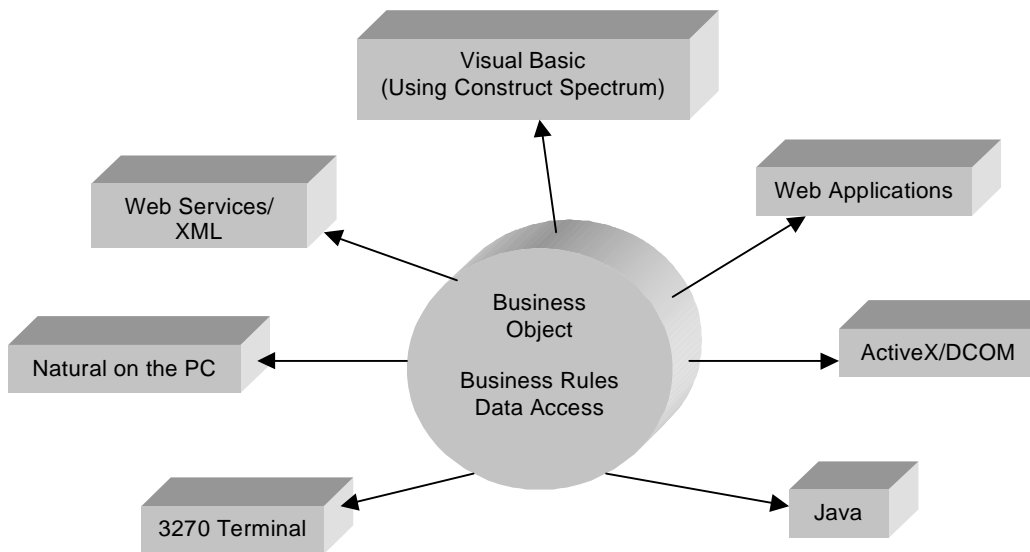 Visual Basic
(Using Construct Spectrum)
Web Services/
XML
Web Applications
Business
Object
Business Rules
Data Access
Natural on the PC
ActiveX/DCOM
3270 Terminal
Java